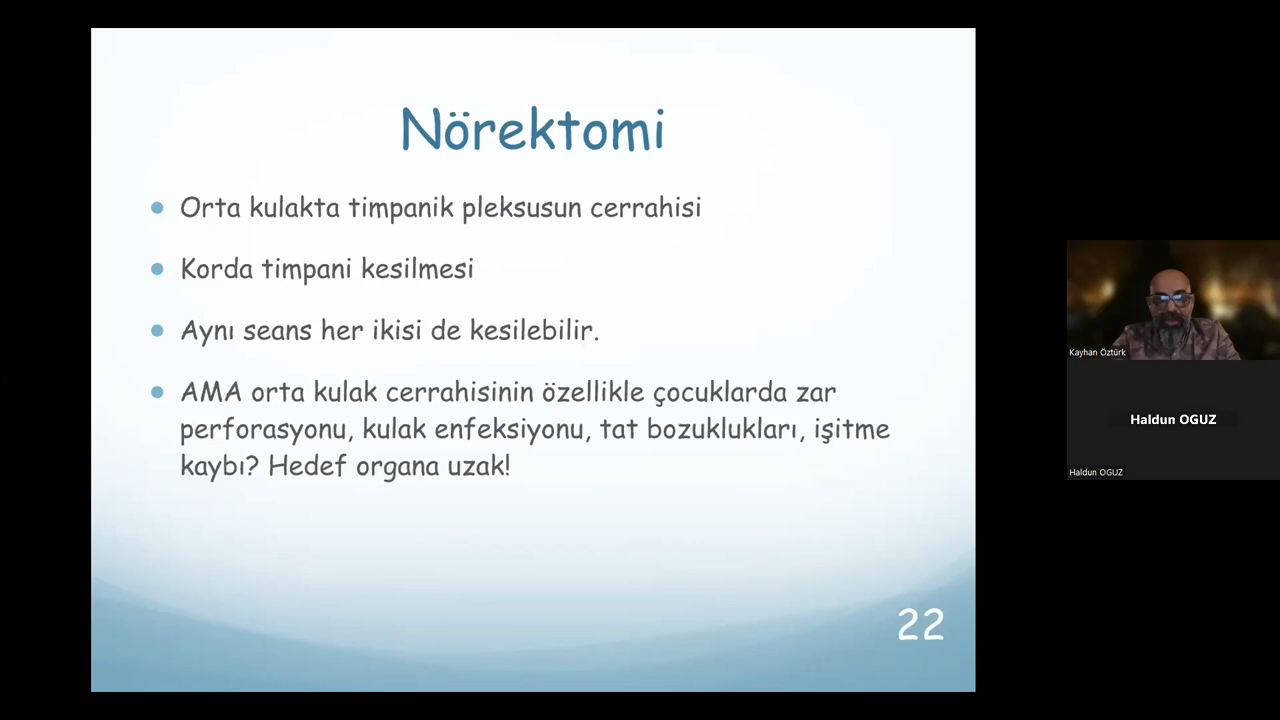 Nörektomi
Orta kulakta timpanik pleksusun cerrahisi
Korda timpani kesilmesi
Aynı seans her ikisi de kesilebilir.
AMA orta kulak cerrahisinin özellikle çocuklarda zar
perforasyonu, kulak enfeksiyonu, tat bozuklukları, işitme
kaybı? Hedef organa uzak!
22
Kayhan Öztürk
Haldun OGUZ
Haldun OGUZ